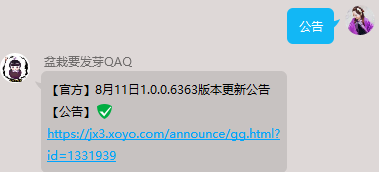 公告
盆栽要发芽QAQ
【官方】8月11日1.0.0.6363版本更新公告
【公告】
https://jx3.xoyo.com/announce/gg.html?
id=1331939